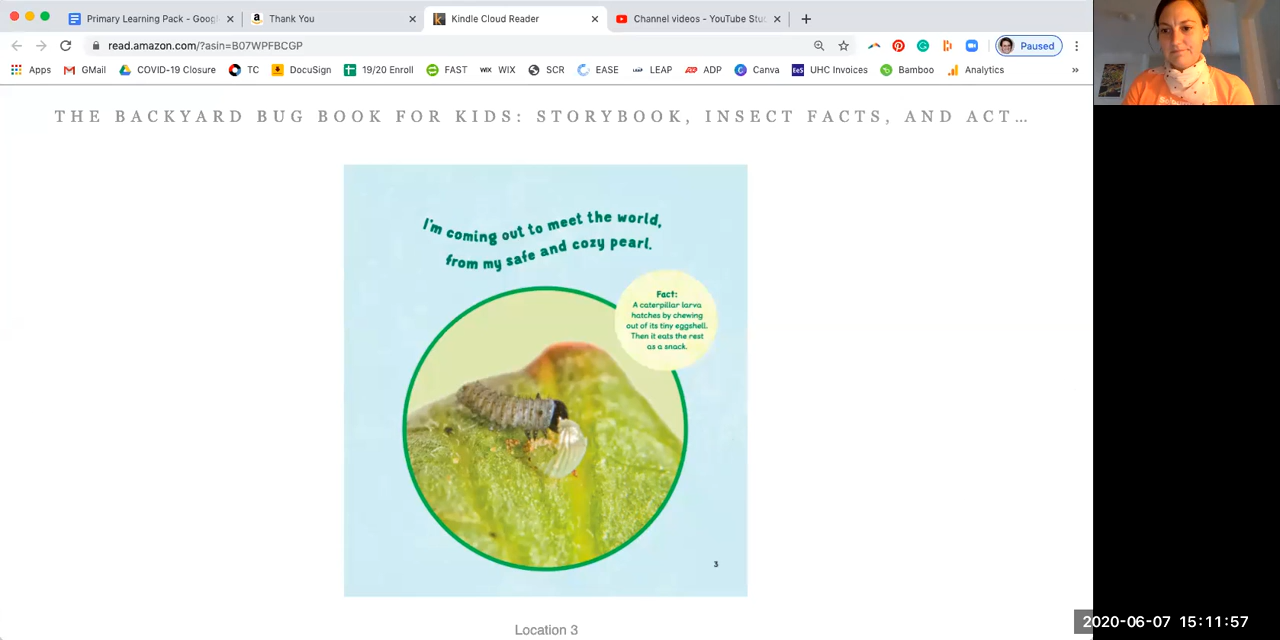 Primary Learning Pack - Googl
Thank You
Kindle Cloud Reader
Channel videos - YouTube Stu
read.amazon.com/?asin=B07WPFBCGP
Paused
Apps
GMail
COVID-19 Closure
TC
DocuSign
19/20 Enroll
FAST
WIX WIX
SCR
EASE
LEAP
ADP ADP
Canva
EeS UHC Invoices
Bamboo
Analytics
THE BACKYARD BUG BOOK FOR KIDS: STORYBOOK, INSECT FACTS, AND ACT...
I'm coming out to meet the world,
from my safe and cozy pearl.
Fact:
A caterpillar larva
hatches by chewing
out of its tiny eggshell.
Then it eats the rest
as a snack.
3
Location 3
2020-06-07 15:11:57